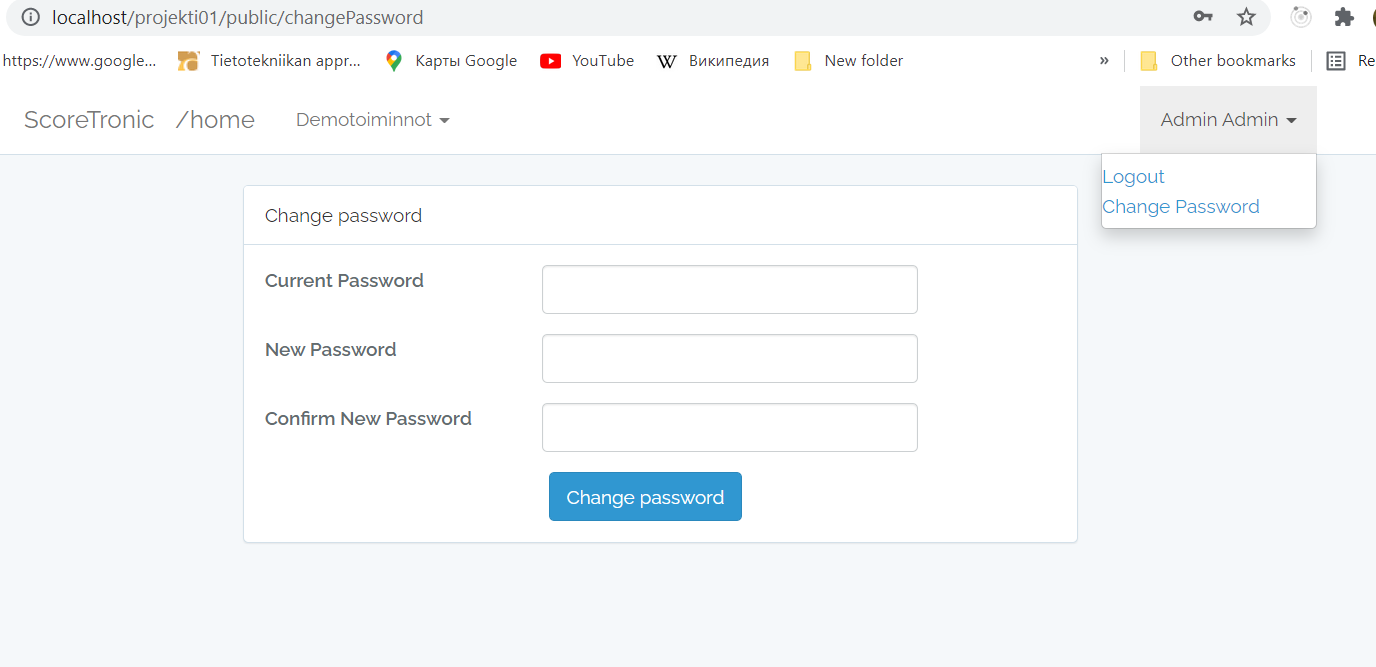 localhost/projekti01/public/changePassword
https://www.google... Tietotekniikan appr... Карты Google YouTube Википедия New folder » Other bookmarks Re
ScoreTronic /home Demotoiminnot Admin Admin
Logout
Change Password
Change password
Current Password
New Password
Confirm New Password
Change password